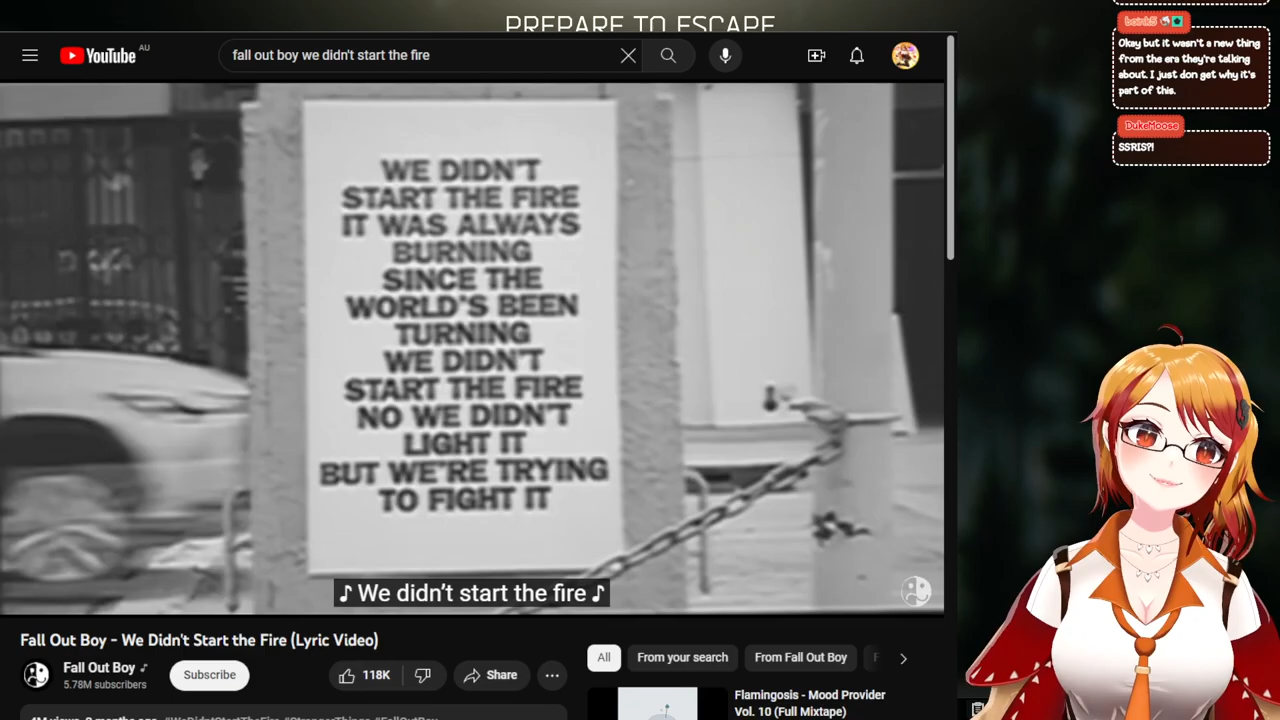 PREPARE TO ESCAPE
YouTube AU
fall out boy we didn't start the fire
WE DIDN'T
START THE FIRE
IT WAS ALWAYS
BURNING
SINCE THE
WORLD'S BEEN
TURNING
WE DIDN'T
START THE FIRE
NO WE DIDN'T
LIGHT IT
BUT WE'RE TRYING
TO FIGHT IT
♪ We didn't start the fire ♪
Fall Out Boy - We Didn't Start the Fire (Lyric Video)
Fall Out Boy ♪
5.78M subscribers
Subscribe
118K
Share
All
From your search
From Fall Out Boy
Flamingosis - Mood Provider
Vol. 10 (Full Mixtape)
Okay but it wasn't a new thing
from the era they're talking
about. I just don get why it's
part of this.
DukeMoose
SSRIS?!